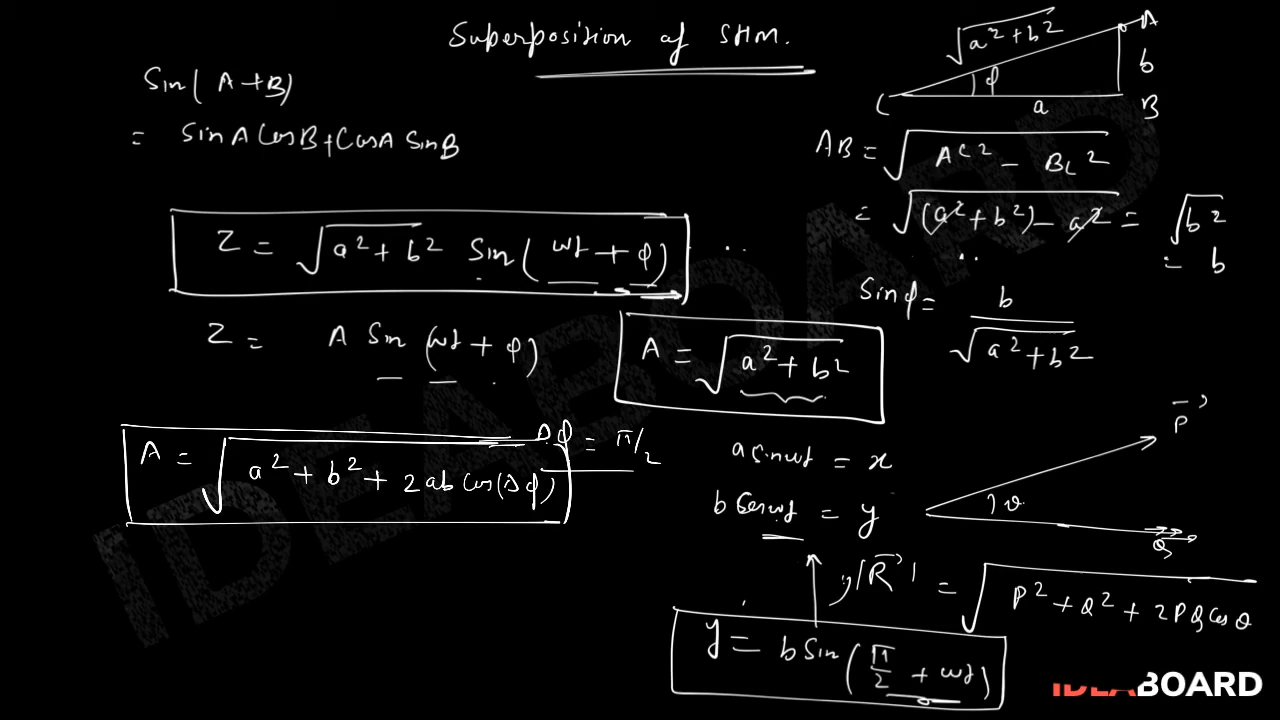 Superposition of SHM.
Sin(A+B)
= SinA CosB + CosA SinB
Z = √(a²+b²) Sin(ωt + φ) ..
Z = A Sin (ωt + φ)
A = √(a²+b²)
A = √(a² + b² + 2ab Cos(Δφ))
Δφ = π/2
√(a²+b²)
A
φ
b
C
a
B
AB = √(AC² - BC²)
= √((a²+b²) - a²) = √b²
= b
Sinφ = b/√(a²+b²)
a sinωt = x
b Cosωt = y
P
θ
Q
|R| = √(P² + Q² + 2PQ Cos θ)
y = b Sin(π/2 + ωt)
IDEABOARD
IDEABOARD